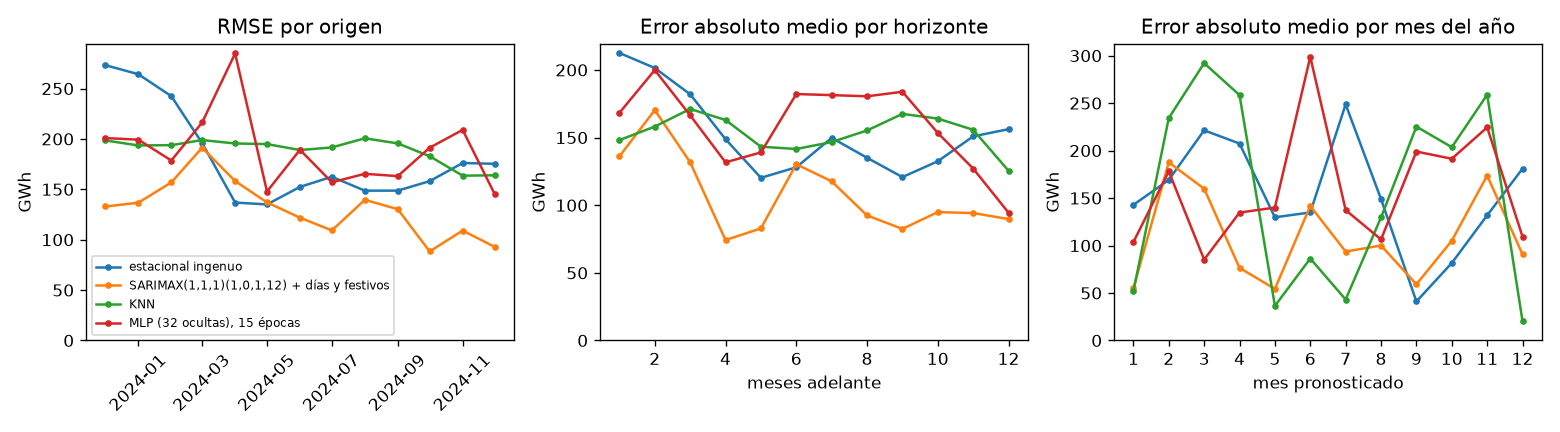 RMSE por origen
GWh
250
200
150
100
50
0
estacional ingenuo
SARIMAX(1,1,1)(1,0,1,12) + días y festivos
KNN
MLP (32 ocultas), 15 épocas
2024-01
2024-03
2024-05
2024-07
2024-09
2024-11
Error absoluto medio por horizonte
GWh
200
150
100
50
0
2 4 6 8 10 12
meses adelante
Error absoluto medio por mes del año
GWh
300
250
200
150
100
50
0
1 2 3 4 5 6 7 8 9 10 11 12
mes pronosticado